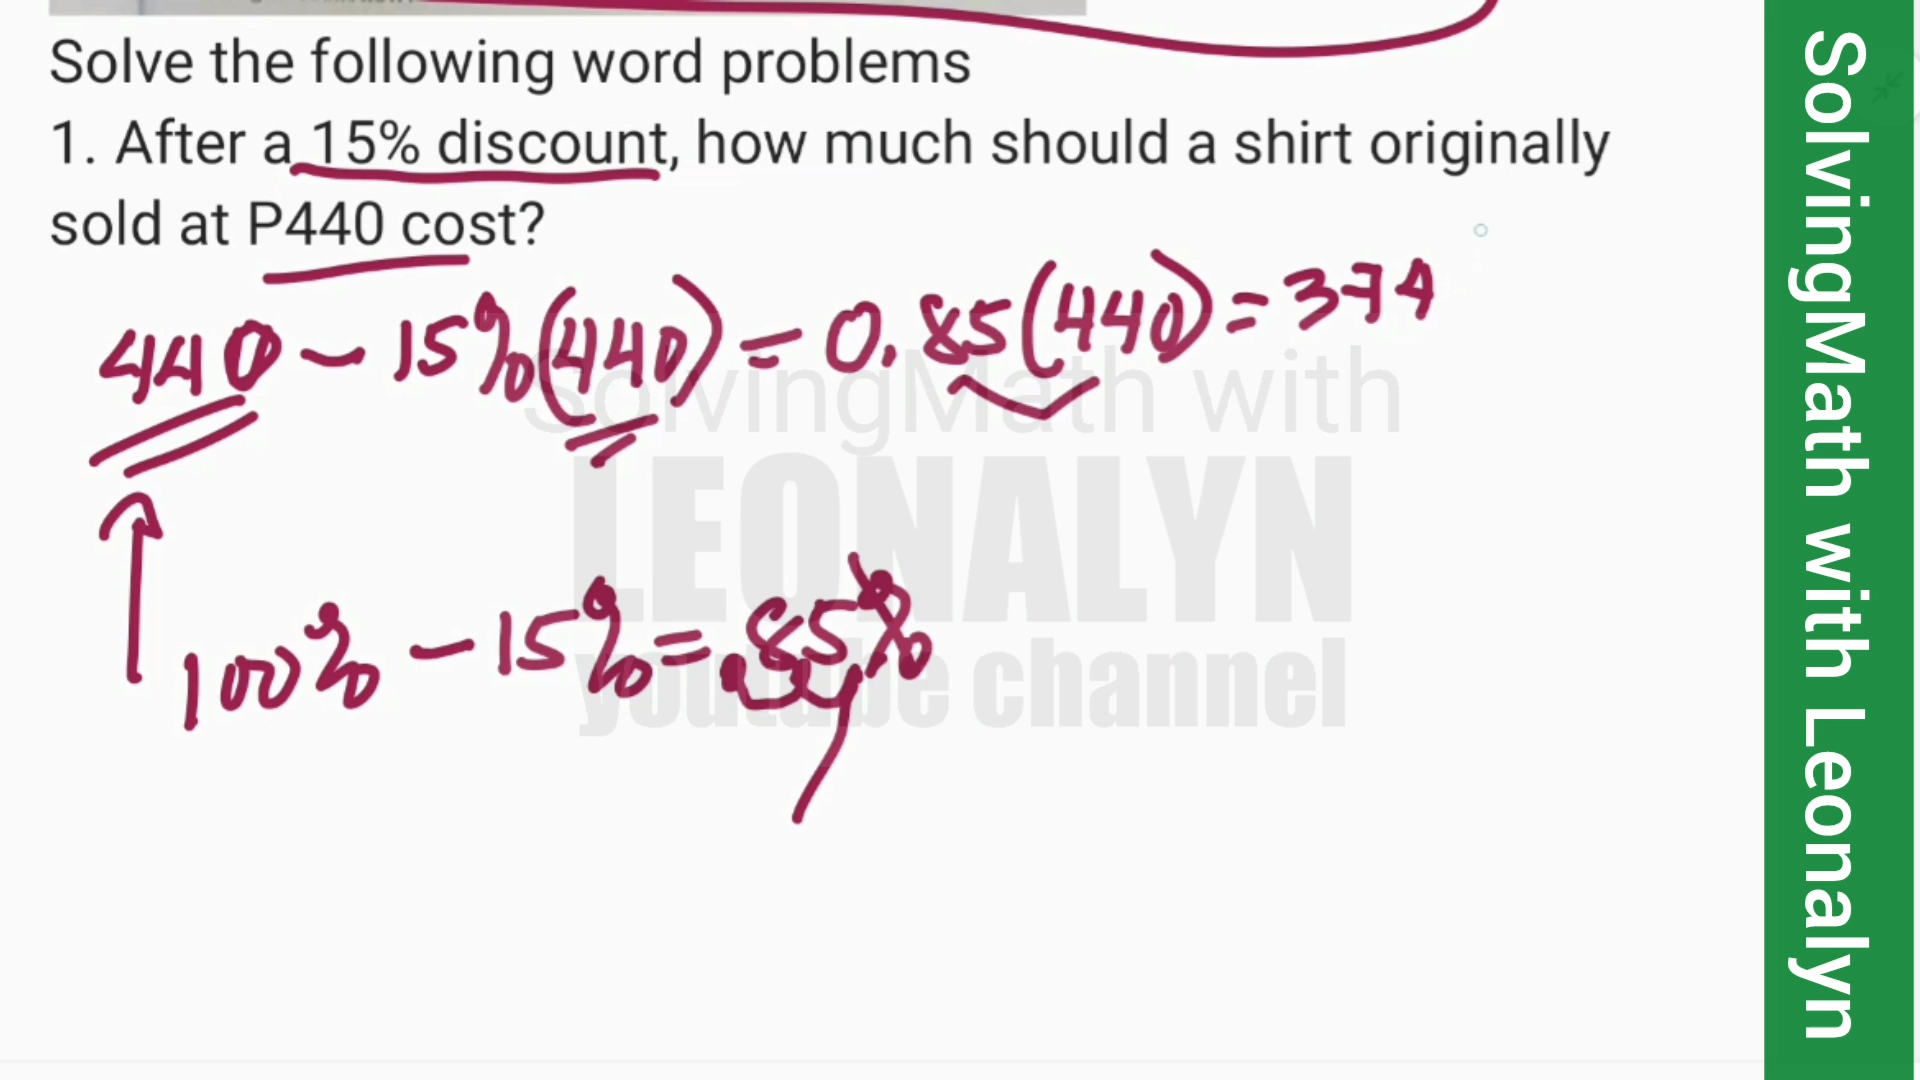 Solve the following word problems
1. After a 15% discount, how much should a shirt originally
sold at P440 cost?
440 - 15%(440) = 0.85(440) = 374
100% - 15% = .85%
SolvingMath with
LEONALYN
youtube channel
SolvingMath with Leonalyn